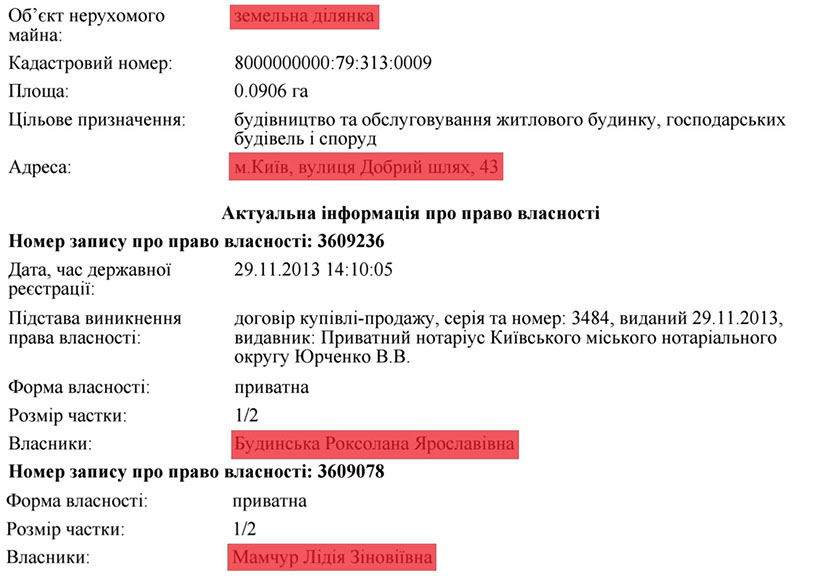 Об’єкт нерухомого земельна ділянка
майна:
Кадастровий номер: 8000000000:79:313:0009
Площа: 0.0906 га
Цільове призначення: будівництво та обслуговування житлового будинку, господарських
будівель і споруд
Адреса: м.Київ, вулиця Добрий шлях, 43
Актуальна інформація про право власності
Номер запису про право власності: 3609236
Дата, час державної 29.11.2013 14:10:05
реєстрації:
Підстава виникнення договір купівлі-продажу, серія та номер: 3484, виданий 29.11.2013,
права власності: видавник: Приватний нотаріус Київського міського нотаріального
округу Юрченко В.В.
Форма власності: приватна
Розмір частки: 1/2
Власники: Будинська Роксолана Ярославівна
Номер запису про право власності: 3609078
Форма власності: приватна
Розмір частки: 1/2
Власники: Мамчур Лідія Зіновіївна